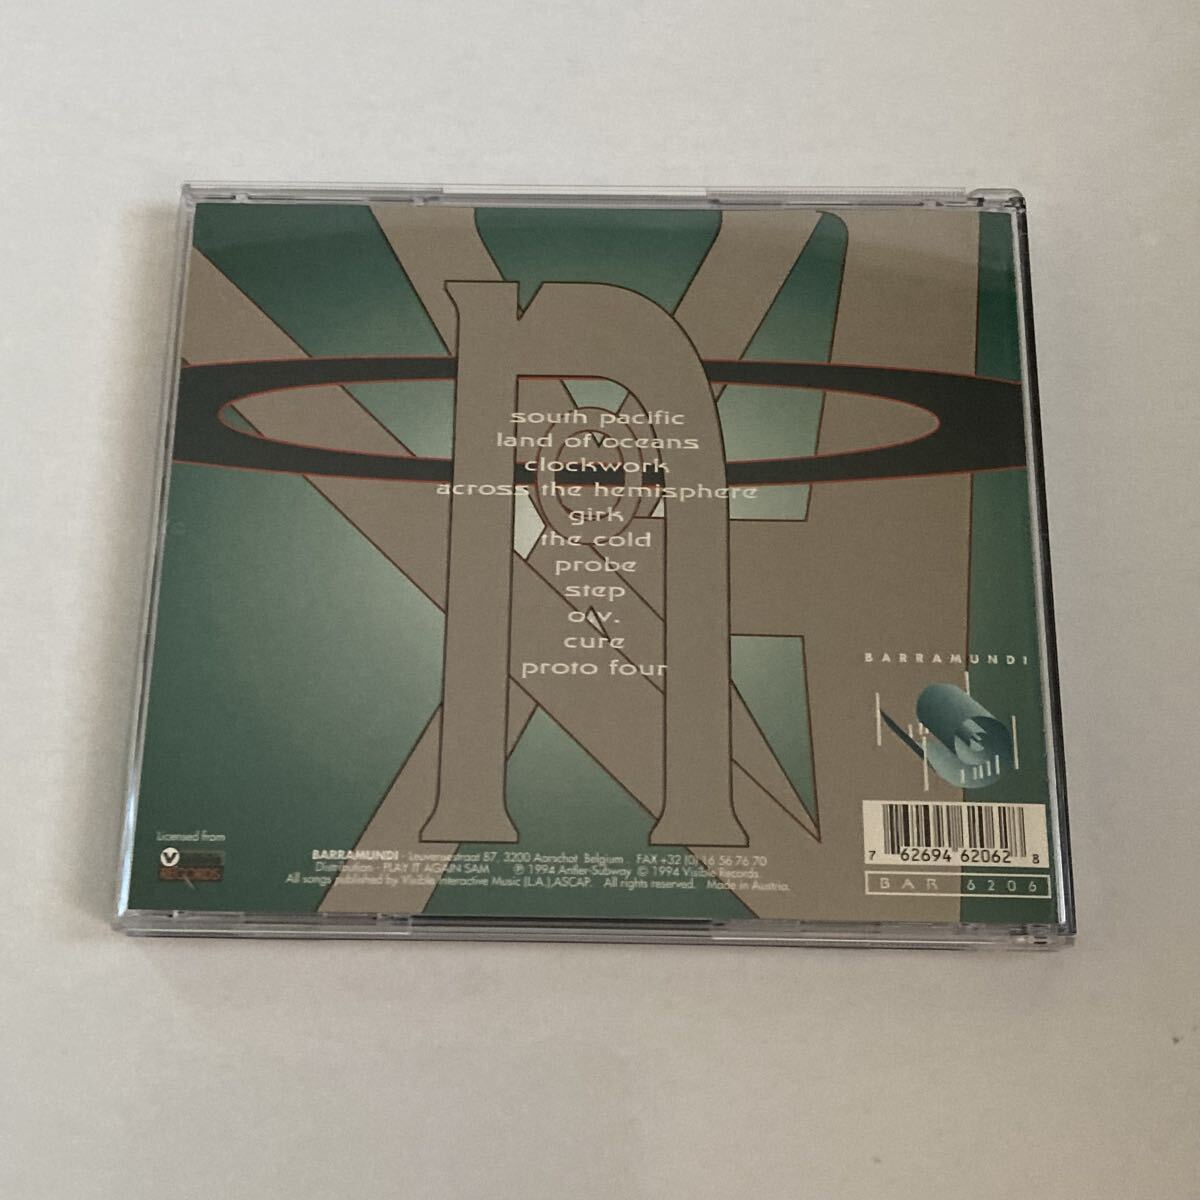 south pacific
land of oceans
clockwork
across the hemisphere
girk
the cold
probe
step
o.v.
cure
proto four
BARRAMUNDI
Licensed from
V
RECORDS
BARRAMUNDI · Leuvensestraat 87, 3200 Aarschot Belgium . FAX +32 (0) 16 56 76 70
Distribution · PLAY IT AGAIN SAM ℗ 1994 Antler-Subway © 1994 Visible Records.
All songs published by Visible Interactive Music (L.A.),ASCAP. All rights reserved. Made in Austria.
7 62694 62062 8
BAR 6206